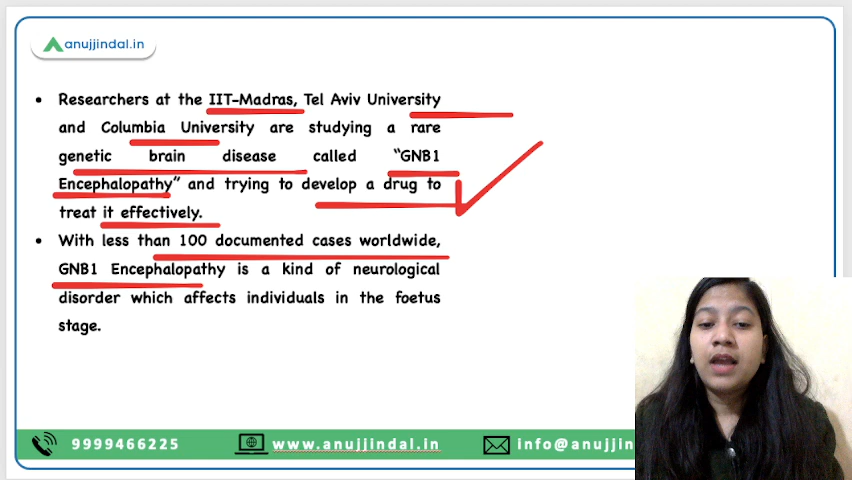 anujjindal.in
• Researchers at the IIT-Madras, Tel Aviv University
and Columbia University are studying a rare
genetic brain disease called “GNB1
Encephalopathy” and trying to develop a drug to
treat it effectively.
• With less than 100 documented cases worldwide,
GNB1 Encephalopathy is a kind of neurological
disorder which affects individuals in the foetus
stage.
9999466225 www.anujjindal.in info@anujjin